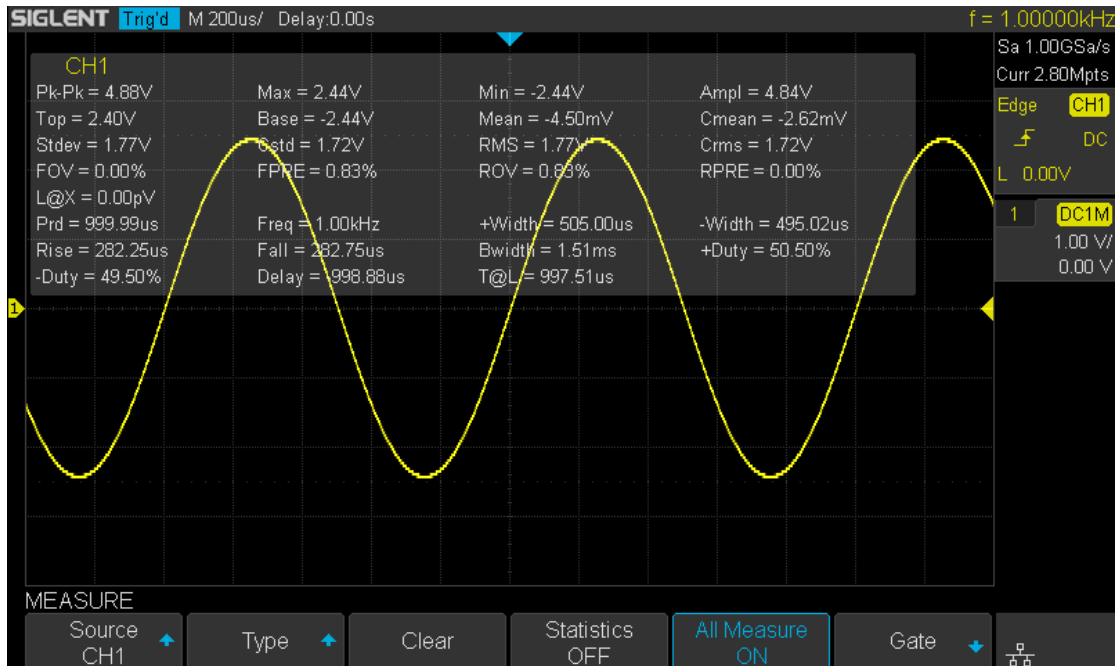 SIGLENT Trig'd M 200us/ Delay:0.00s f = 1.00000kHz
Sa 1.00GSa/s
Curr 2.80Mpts
Edge CH1
DC
L 0.00V
1 DC1M
1.00 V/
0.00 V
CH1
Pk-Pk = 4.88V Max = 2.44V Min = -2.44V Ampl = 4.84V
Top = 2.40V Base = -2.44V Mean = -4.50mV Cmean = -2.62mV
Stdev = 1.77V Cstd = 1.72V RMS = 1.77V Crms = 1.72V
FOV = 0.00% FPRE = 0.83% ROV = 0.83% RPRE = 0.00%
L@X = 0.00pV
Prd = 999.99us Freq = 1.00kHz +Width = 505.00us -Width = 495.02us
Rise = 282.25us Fall = 282.75us Bwidth = 1.51ms +Duty = 50.50%
-Duty = 49.50% Delay = -998.88us T@L = 997.51us
1
MEASURE
Source Type Clear Statistics All Measure Gate
CH1 OFF ON